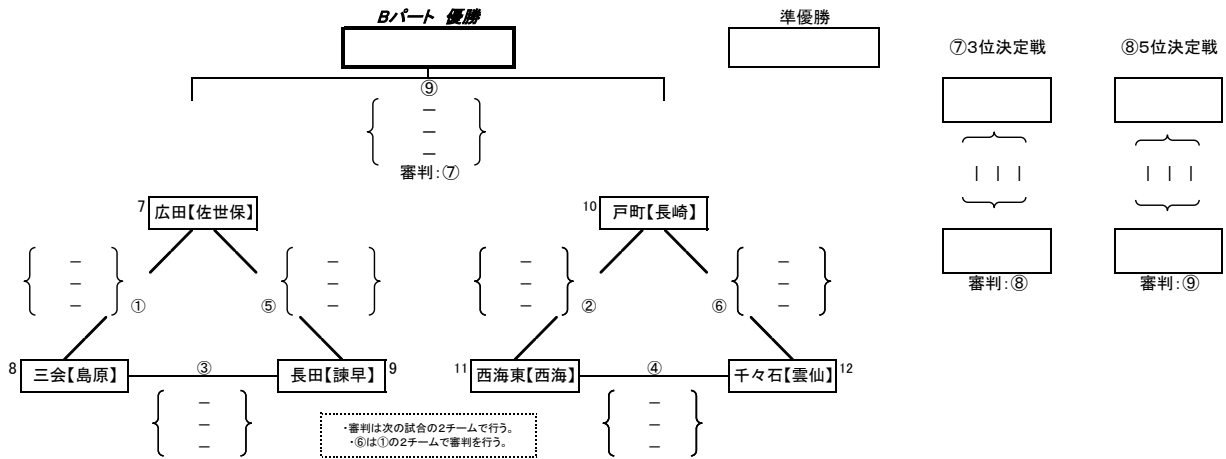 Bパート 優勝
準優勝
⑦3位決定戦
⑧5位決定戦
⑨
―
―
―
審判:⑦
| | |
| | |
審判:⑧
審判:⑨
7 広田【佐世保】
10 戸町【長崎】
―
―
―
①
⑤
―
―
―
―
―
―
②
⑥
―
―
―
8 三会【島原】
③
長田【諫早】 9
11 西海東【西海】
④
千々石【雲仙】 12
―
―
―
―
―
―
・審判は次の試合の2チームで行う。
・⑥は①の2チームで審判を行う。